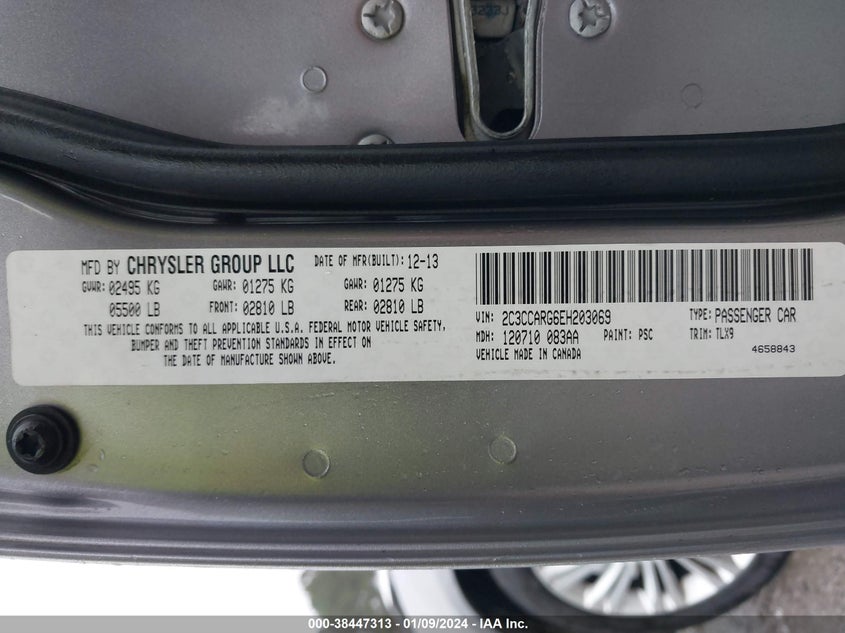 MFD BY CHRYSLER GROUP LLC DATE OF MFR(BUILT): 12-13
GVWR: 02495 KG GAWR: 01275 KG GAWR: 01275 KG
05500 LB FRONT: 02810 LB REAR: 02810 LB
THIS VEHICLE CONFORMS TO ALL APPLICABLE U.S.A. FEDERAL MOTOR VEHICLE SAFETY,
BUMPER AND THEFT PREVENTION STANDARDS IN EFFECT ON
THE DATE OF MANUFACTURE SHOWN ABOVE.
VIN: 2C3CCARG6EH203069 TYPE: PASSENGER CAR
MDH: 120710 083AA PAINT: PSC TRIM: TLX9
VEHICLE MADE IN CANADA 4658843
000-38447313 - 01/09/2024 - IAA Inc.